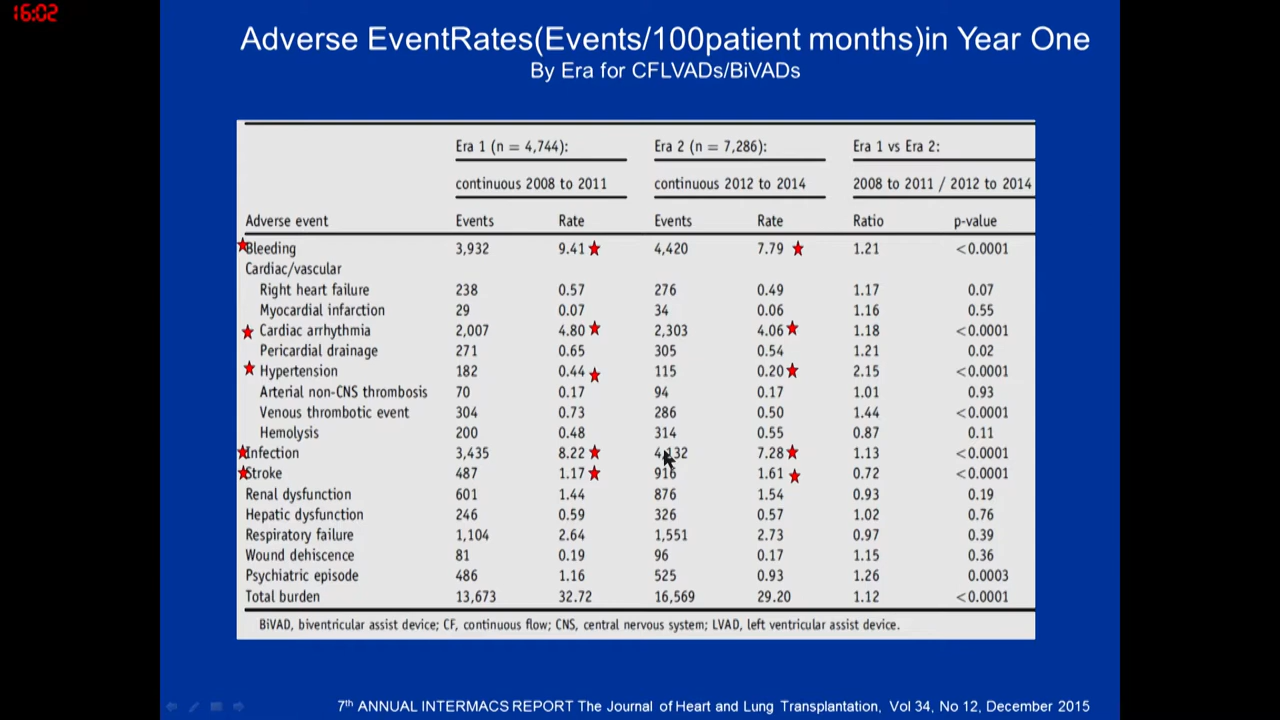 16:02
Adverse EventRates(Events/100patient months)in Year One
By Era for CFLVADs/BiVADs
Era 1 (n = 4,744): Era 2 (n = 7,286): Era 1 vs Era 2:
continuous 2008 to 2011 continuous 2012 to 2014 2008 to 2011 / 2012 to 2014
Adverse event Events Rate Events Rate Ratio p-value
Bleeding 3,932 9.41 4,420 7.79 1.21 <0.0001
Cardiac/vascular
Right heart failure 238 0.57 276 0.49 1.17 0.07
Myocardial infarction 29 0.07 34 0.06 1.16 0.55
Cardiac arrhythmia 2,007 4.80 2,303 4.06 1.18 <0.0001
Pericardial drainage 271 0.65 305 0.54 1.21 0.02
Hypertension 182 0.44 115 0.20 2.15 <0.0001
Arterial non-CNS thrombosis 70 0.17 94 0.17 1.01 0.93
Venous thrombotic event 304 0.73 286 0.50 1.44 <0.0001
Hemolysis 200 0.48 314 0.55 0.87 0.11
Infection 3,435 8.22 4,132 7.28 1.13 <0.0001
Stroke 487 1.17 916 1.61 0.72 <0.0001
Renal dysfunction 601 1.44 876 1.54 0.93 0.19
Hepatic dysfunction 246 0.59 326 0.57 1.02 0.76
Respiratory failure 1,104 2.64 1,551 2.73 0.97 0.39
Wound dehiscence 81 0.19 96 0.17 1.15 0.36
Psychiatric episode 486 1.16 525 0.93 1.26 0.0003
Total burden 13,673 32.72 16,569 29.20 1.12 <0.0001
BiVAD, biventricular assist device; CF, continuous flow; CNS, central nervous system; LVAD, left ventricular assist device.
7th ANNUAL INTERMACS REPORT The Journal of Heart and Lung Transplantation, Vol 34, No 12, December 2015